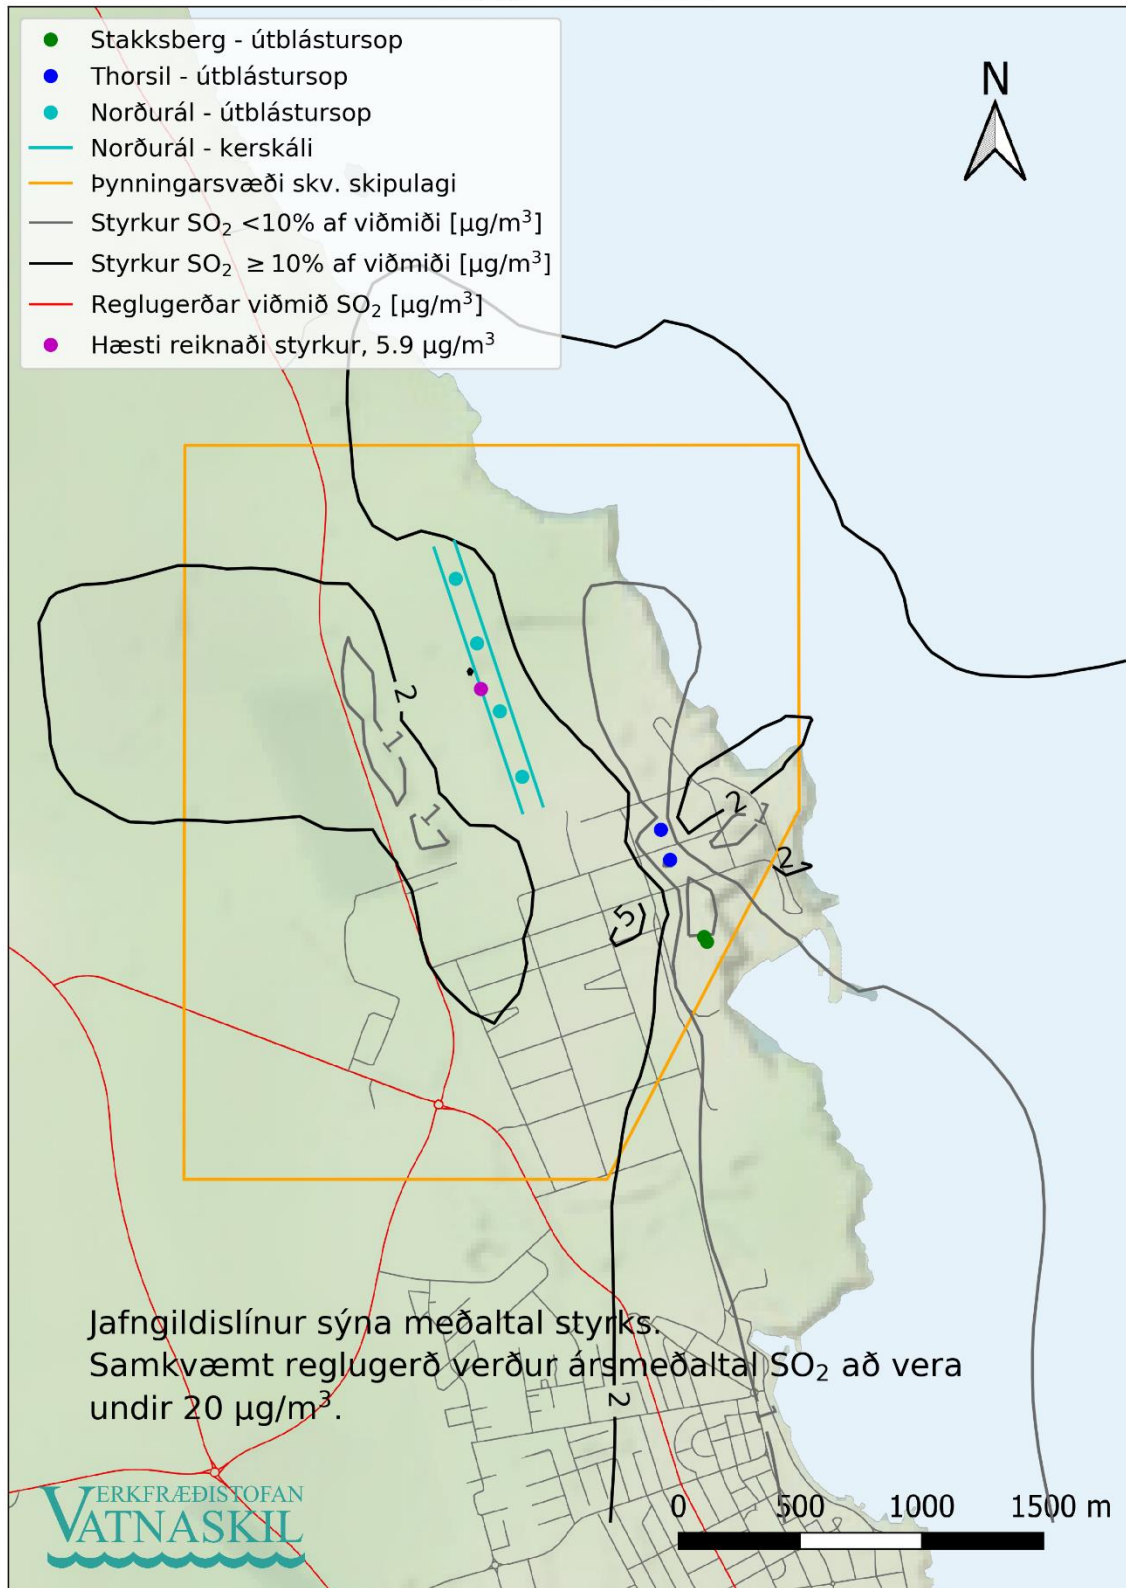 Stakksberg - útblástursop
Thorsil - útblástursop
Norðurál - útblástursop
Norðurál - kerskáli
Þynningarsvæði skv. skipulagi
Styrkur SO₂ <10% af viðmiði [µg/m³]
Styrkur SO₂ ≥ 10% af viðmiði [µg/m³]
Reglugerðar viðmið SO₂ [µg/m³]
Hæsti reiknaði styrkur, 5.9 µg/m³
N
2
1
1
2
1
2
5
2
Jafngildislínur sýna meðaltal styrks.
Samkvæmt reglugerð verður ársmeðaltal SO₂ að vera
undir 20 µg/m³.
VERKFRÆÐISTOFAN
VATNASKIL
0 500 1000 1500 m